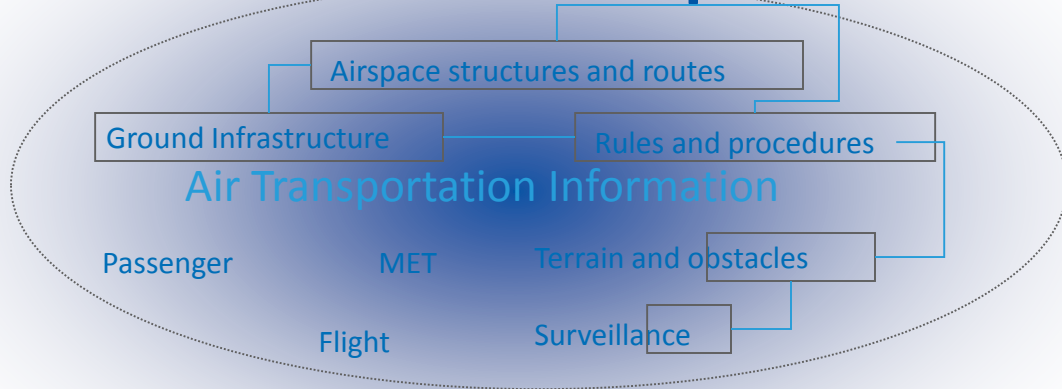 Airspace structures and routes
Ground Infrastructure
Rules and procedures
Air Transportation Information
Passenger
MET
Terrain and obstacles
Flight
Surveillance